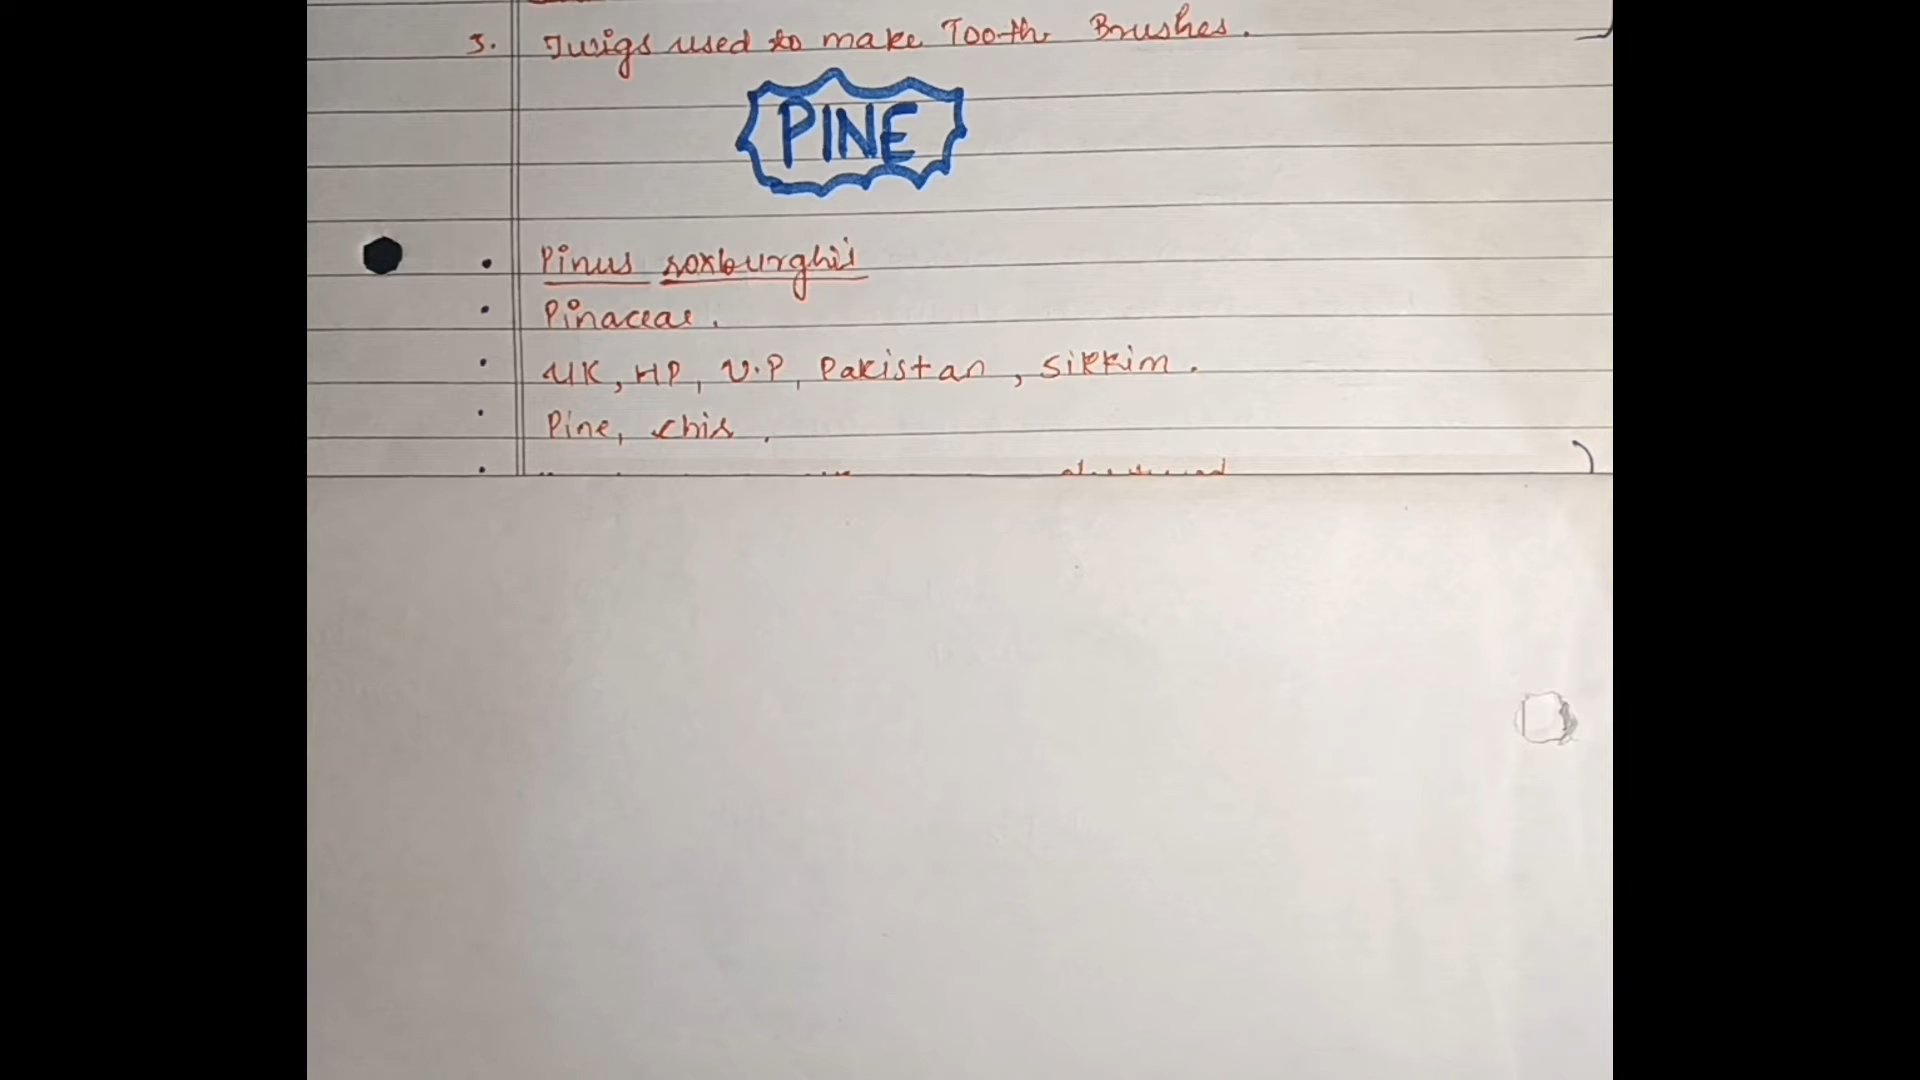 3. Twigs used to make Tooth Brushes.
PINE
• Pinus roxburghii
• Pinaceae.
• UK, HP, U.P, Pakistan, Sikkim.
• Pine, chir.